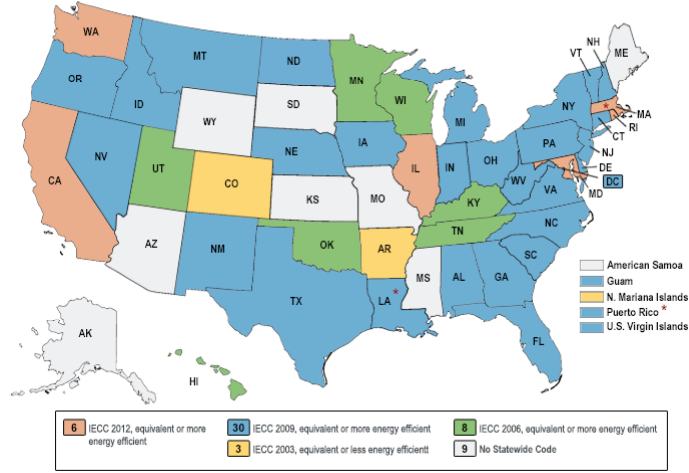 WA
MT
ND
MN
VT
NH
ME
OR
ID
SD
WI
MI
NY
MA
RI
CT
WY
IA
NE
PA
NJ
NV
UT
CO
IL
IN
OH
DE
DC
MD
CA
KS
MO
WV
VA
KY
NC
TN
AZ
NM
OK
AR
SC
MS
AL
GA
TX
LA *
FL
AK
HI
*
American Samoa
Guam
N. Mariana Islands
Puerto Rico *
U.S. Virgin Islands
6 IECC 2012, equivalent or more
energy efficient
30 IECC 2009, equivalent or more energy efficient
3 IECC 2003, equivalent or less energy efficientt
8 IECC 2006, equivalent or more energy efficient
9 No Statewide Code